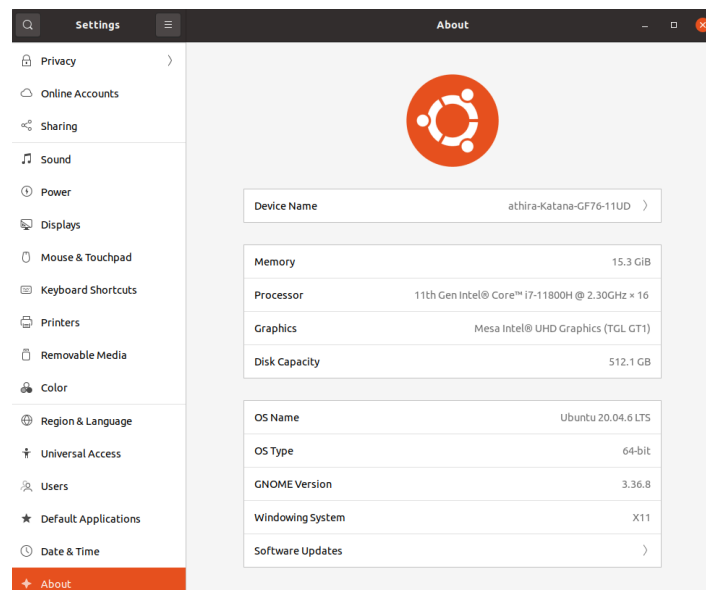 Settings
About
Privacy
Online Accounts
Sharing
Sound
Power
Displays
Mouse & Touchpad
Keyboard Shortcuts
Printers
Removable Media
Color
Region & Language
Universal Access
Users
Default Applications
Date & Time
About
Device Name athira-Katana-GF76-11UD
Memory 15.3 GiB
Processor 11th Gen Intel® Core™ i7-11800H @ 2.30GHz × 16
Graphics Mesa Intel® UHD Graphics (TGL GT1)
Disk Capacity 512.1 GB
OS Name Ubuntu 20.04.6 LTS
OS Type 64-bit
GNOME Version 3.36.8
Windowing System X11
Software Updates